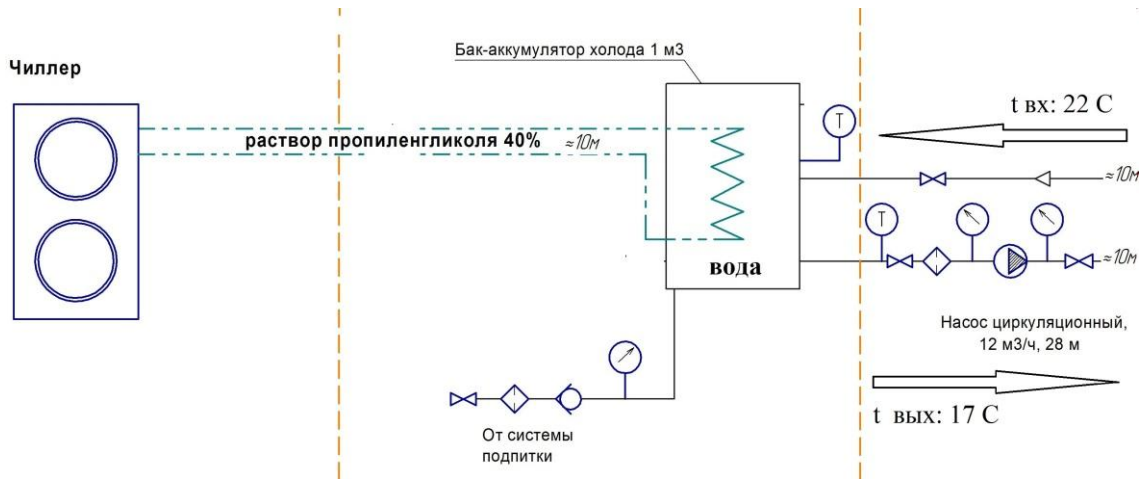 Бак-аккумулятор холода 1 м3
Чиллер
t вх: 22 С
T
раствор пропиленгликоля 40% ≈10м
≈10м
T
вода
≈10м
Насос циркуляционный,
12 м3/ч, 28 м
t вых: 17 С
От системы
подпитки